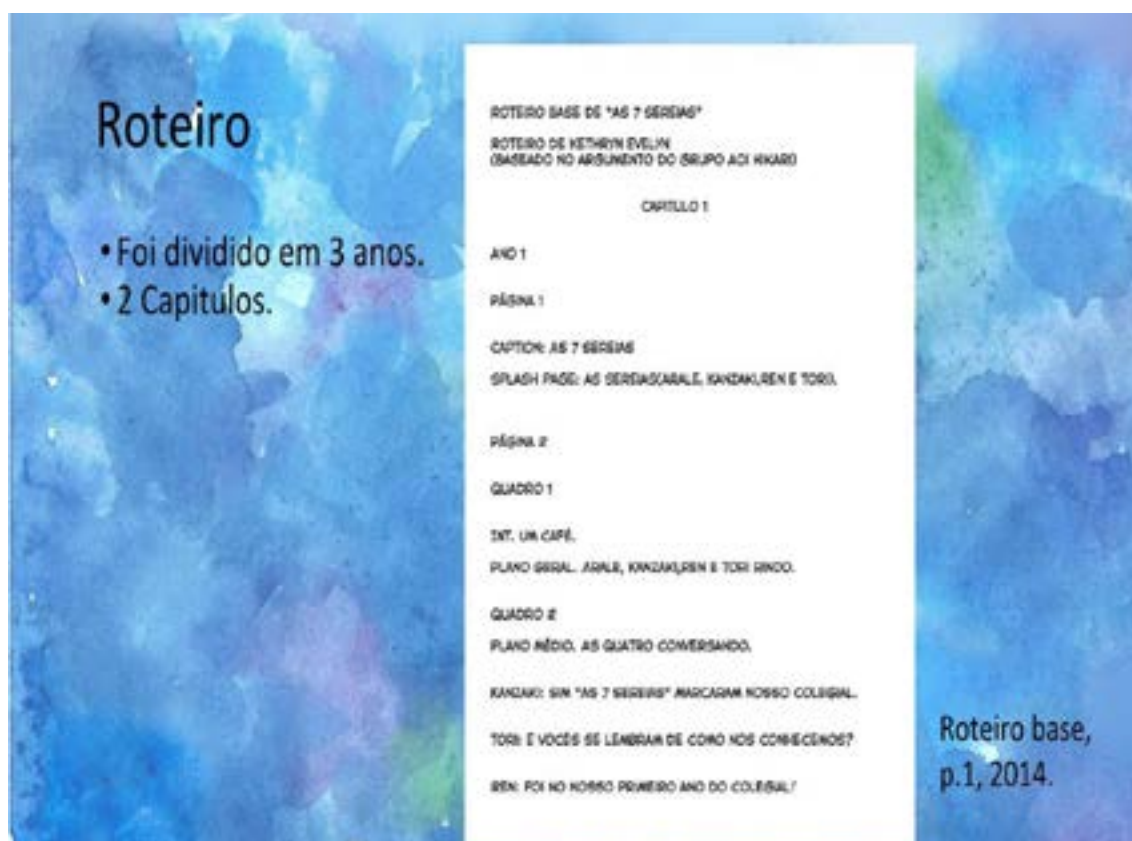 Roteiro
• Foi dividido em 3 anos.
• 2 Capitulos.
ROTEIRO BASE DE "AS 7 SEREIAS"
ROTEIRO DE KETHRYN EVELYN
(BASEADO NO ARGUMENTO DO GRUPO AOI HIKARI)
CAPITULO 1
ANO 1
PÁGINA 1
CAPTION: AS 7 SEREIAS
SPLASH PAGE: AS SEREIAS(ARALE, KANZAKI,REN E TORI).
PÁGINA 2
QUADRO 1
INT. UM CAFÉ.
PLANO GERAL. ARALE, KANZAKI,REN E TORI RINDO.
QUADRO 2
PLANO MÉDIO. AS QUATRO CONVERSANDO.
KANZAKI: SIM "AS 7 SEREIAS" MARCARAM NOSSO COLEGIAL.
TORI: E VOCÊS SE LEMBRAM DE COMO NOS CONHECEMOS?
REN: FOI NO NOSSO PRIMEIRO ANO DO COLEGIAL!
Roteiro base,
p.1, 2014.